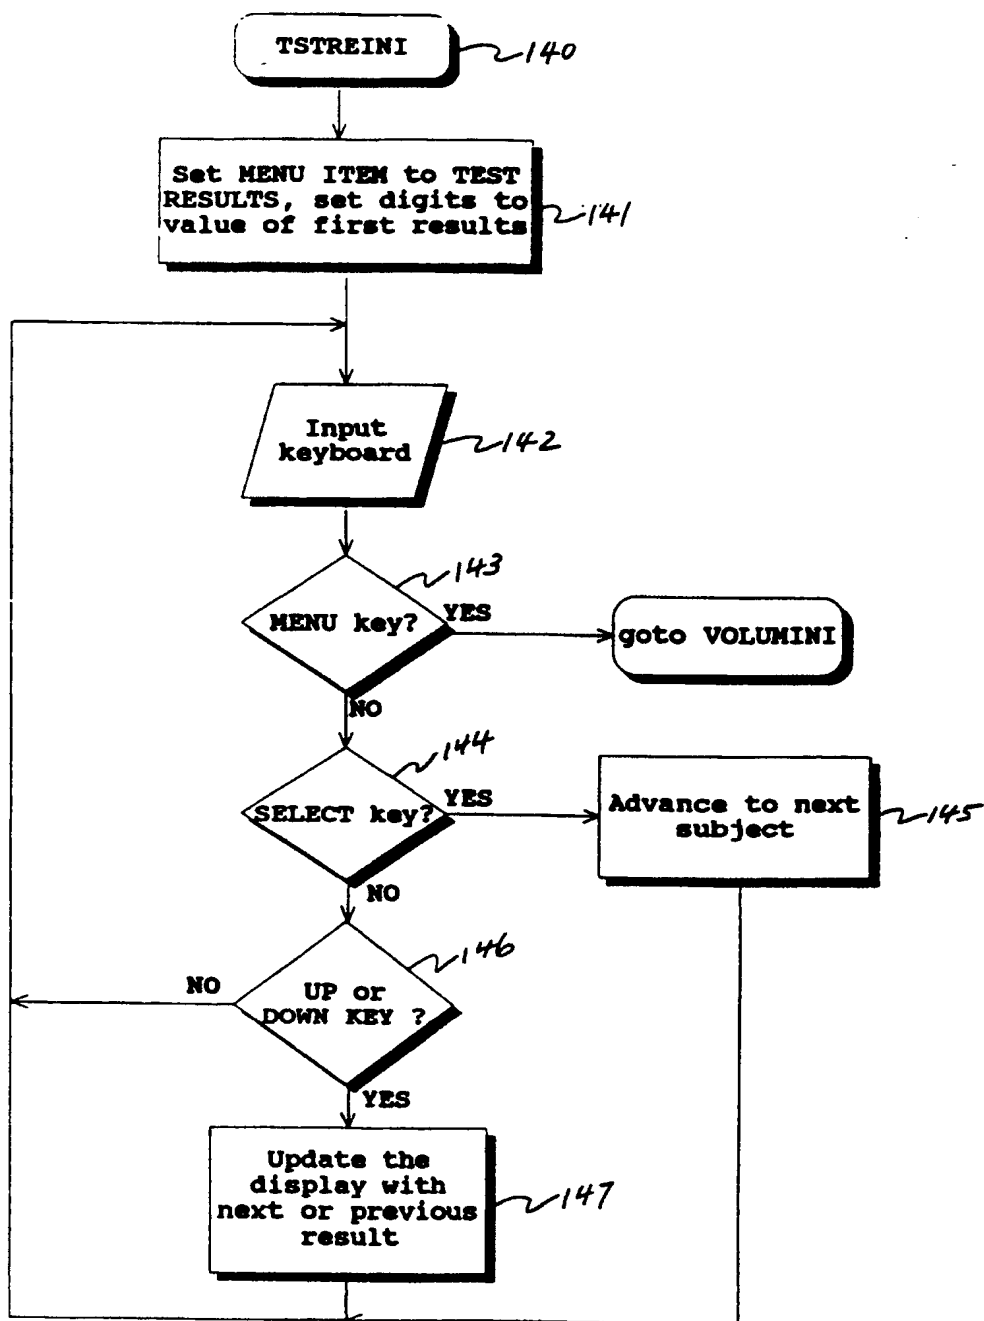 TSTREINI
140
Set MENU ITEM to TEST
RESULTS, set digits to
value of first results
141
Input
keyboard
142
143
MENU key?
YES
goto VOLUMINI
NO
144
SELECT key?
YES
Advance to next
subject
145
NO
146
UP or
DOWN KEY ?
NO
YES
Update the
display with
next or previous
result
147